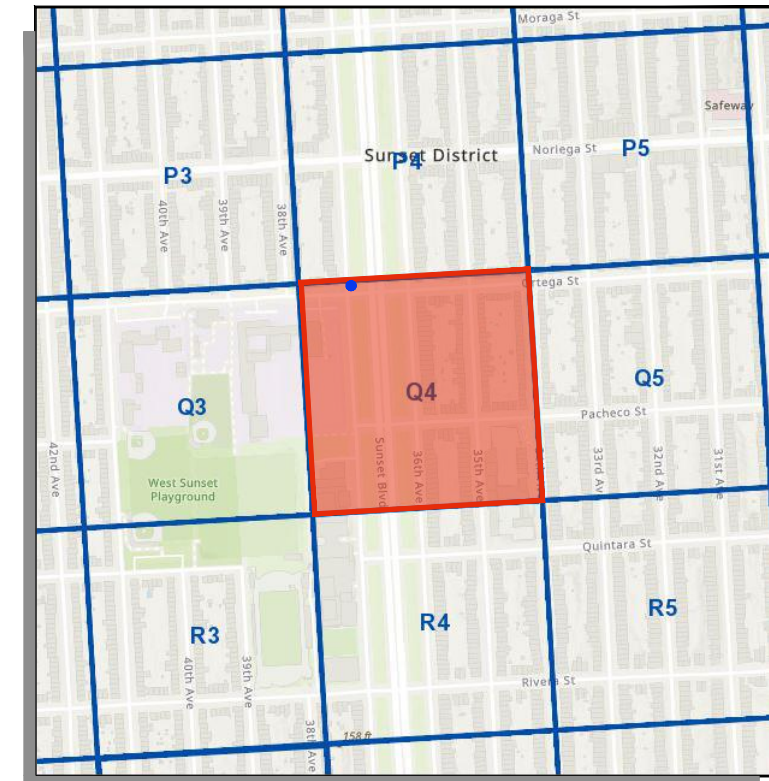 Moraga St
Safeway
Sunset District
P4
Noriega St
P5
P3
40th Ave
39th Ave
38th Ave
Ortega St
Q3
Q4
Q5
Pacheco St
42nd Ave
Sunset Blvd
36th Ave
35th Ave
33rd Av
32nd Ave
31st Ave
West Sunset
Playground
Quintara St
R3
R4
R5
40th Ave
39th Ave
38th Ave
Rivera St
158 ft